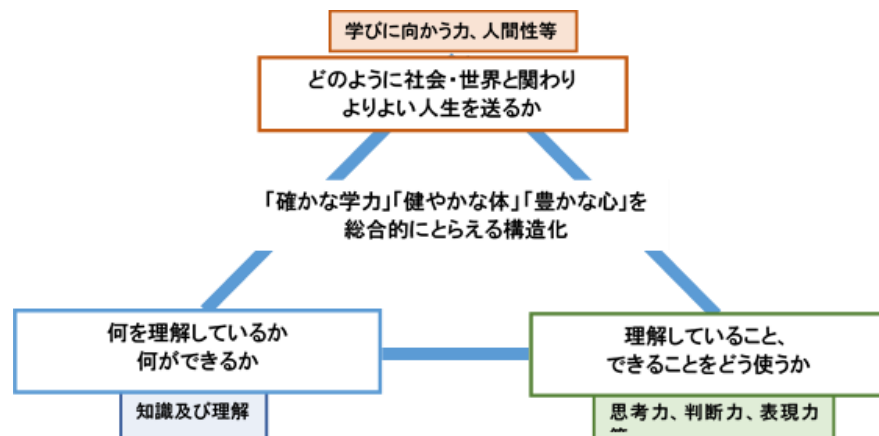 学びに向かう力、人間性等
どのように社会・世界と関わり
よりよい人生を送るか
「確かな学力」「健やかな体」「豊かな心」を
総合的にとらえる構造化
何を理解しているか
何ができるか
理解していること、
できることをどう使うか
知識及び理解
思考力、判断力、表現力